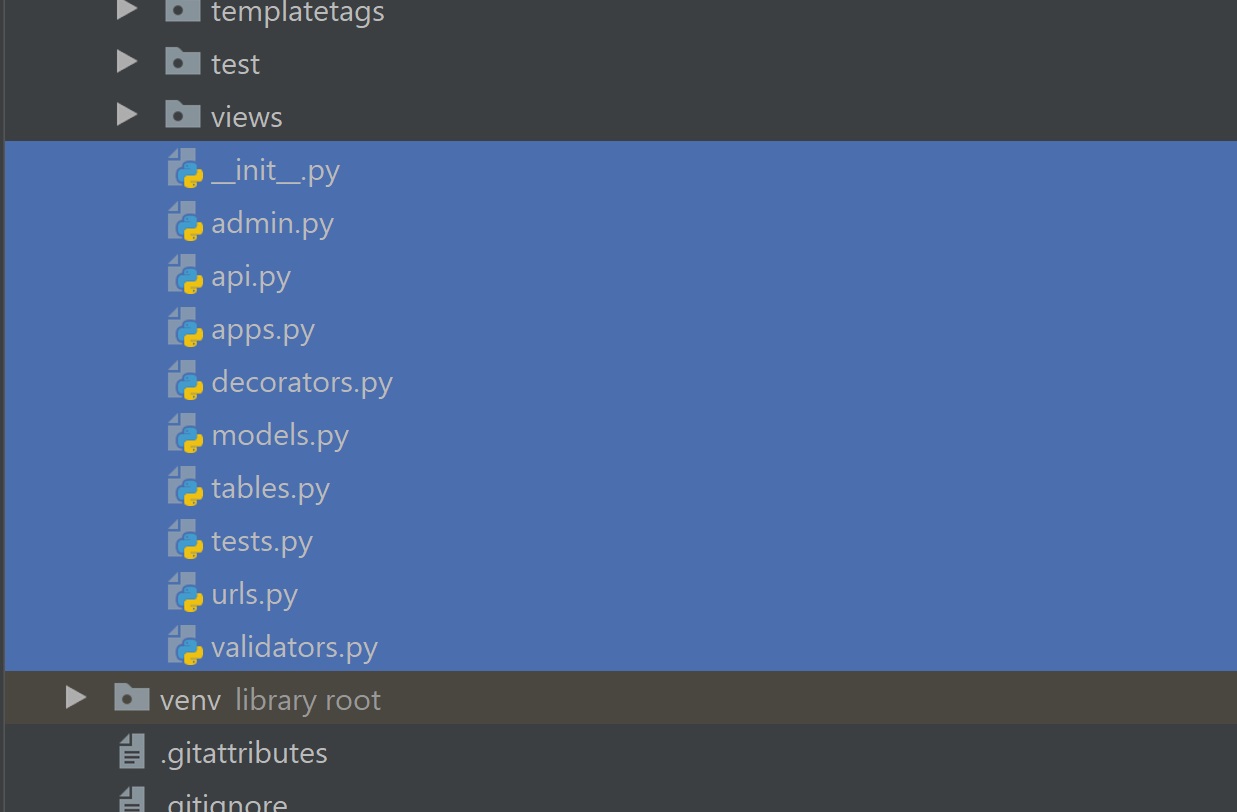 templatetags
test
views
__init__.py
admin.py
api.py
apps.py
decorators.py
models.py
tables.py
tests.py
urls.py
validators.py
venv library root
.gitattributes
.gitignore